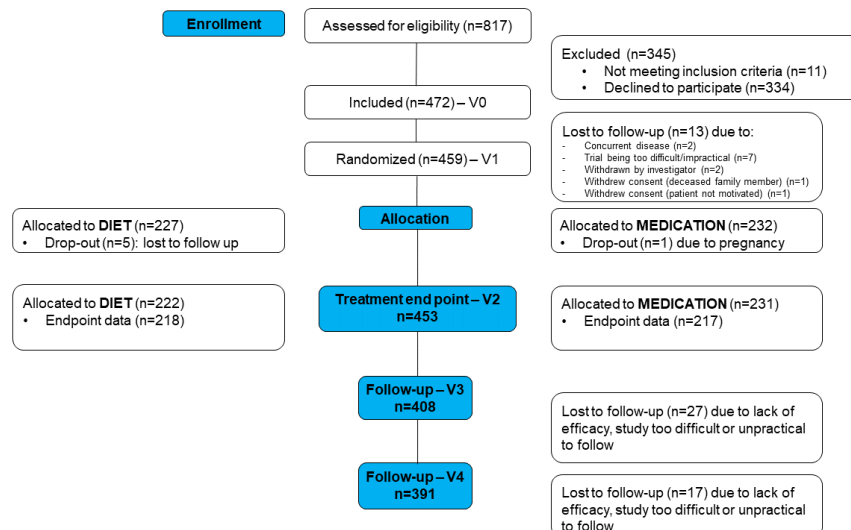 Enrollment
Assessed for eligibility (n=817)
Excluded (n=345)
• Not meeting inclusion criteria (n=11)
• Declined to participate (n=334)
Included (n=472) – V0
Lost to follow-up (n=13) due to:
- Concurrent disease (n=2)
- Trial being too difficult/impractical (n=7)
- Withdrawn by investigator (n=2)
- Withdrew consent (deceased family member) (n=1)
- Withdrew consent (patient not motivated) (n=1)
Randomized (n=459) – V1
Allocation
Allocated to DIET (n=227)
• Drop-out (n=5): lost to follow up
Allocated to MEDICATION (n=232)
• Drop-out (n=1) due to pregnancy
Allocated to DIET (n=222)
• Endpoint data (n=218)
Treatment end point – V2
n=453
Allocated to MEDICATION (n=231)
• Endpoint data (n=217)
Follow-up – V3
n=408
Lost to follow-up (n=27) due to lack of
efficacy, study too difficult or unpractical
to follow
Follow-up – V4
n=391
Lost to follow-up (n=17) due to lack of
efficacy, study too difficult or unpractical
to follow